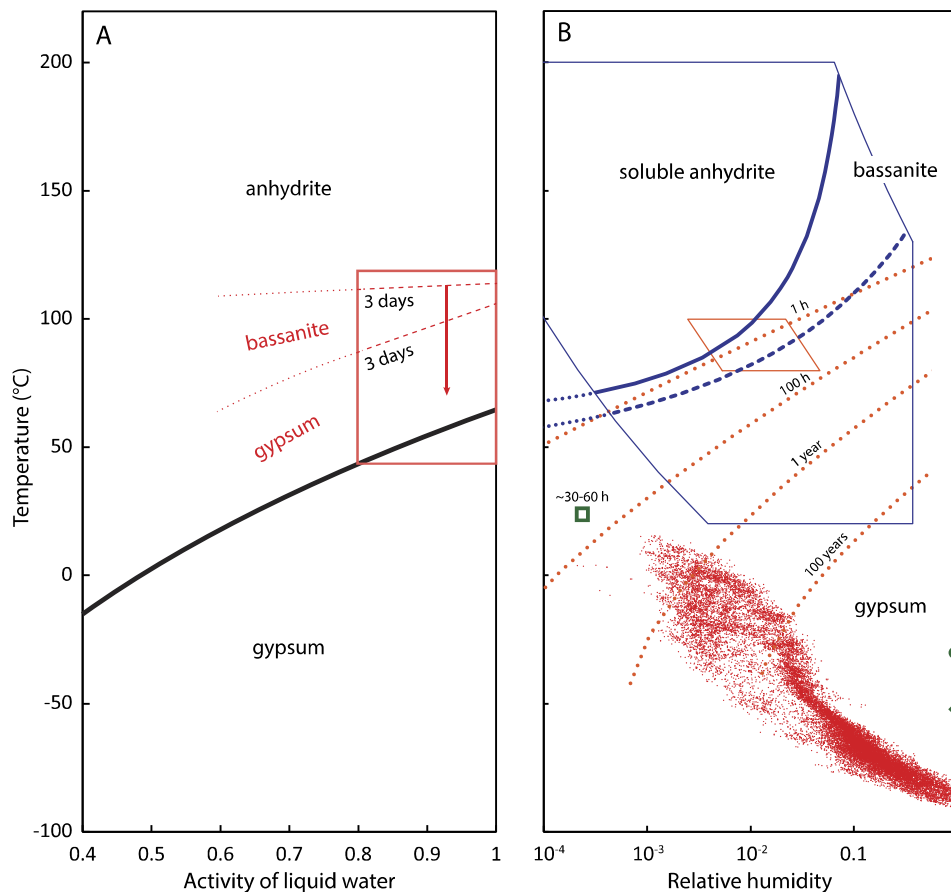 A
B
Temperature (°C)
200
150
100
50
0
-50
-100
anhydrite
3 days
bassanite
3 days
gypsum
gypsum
0.4
0.5
0.6
0.7
0.8
0.9
1
Activity of liquid water
soluble anhydrite
bassanite
1 h
100 h
1 year
100 years
~30-60 h
gypsum
10-4
10-3
10-2
0.1
Relative humidity